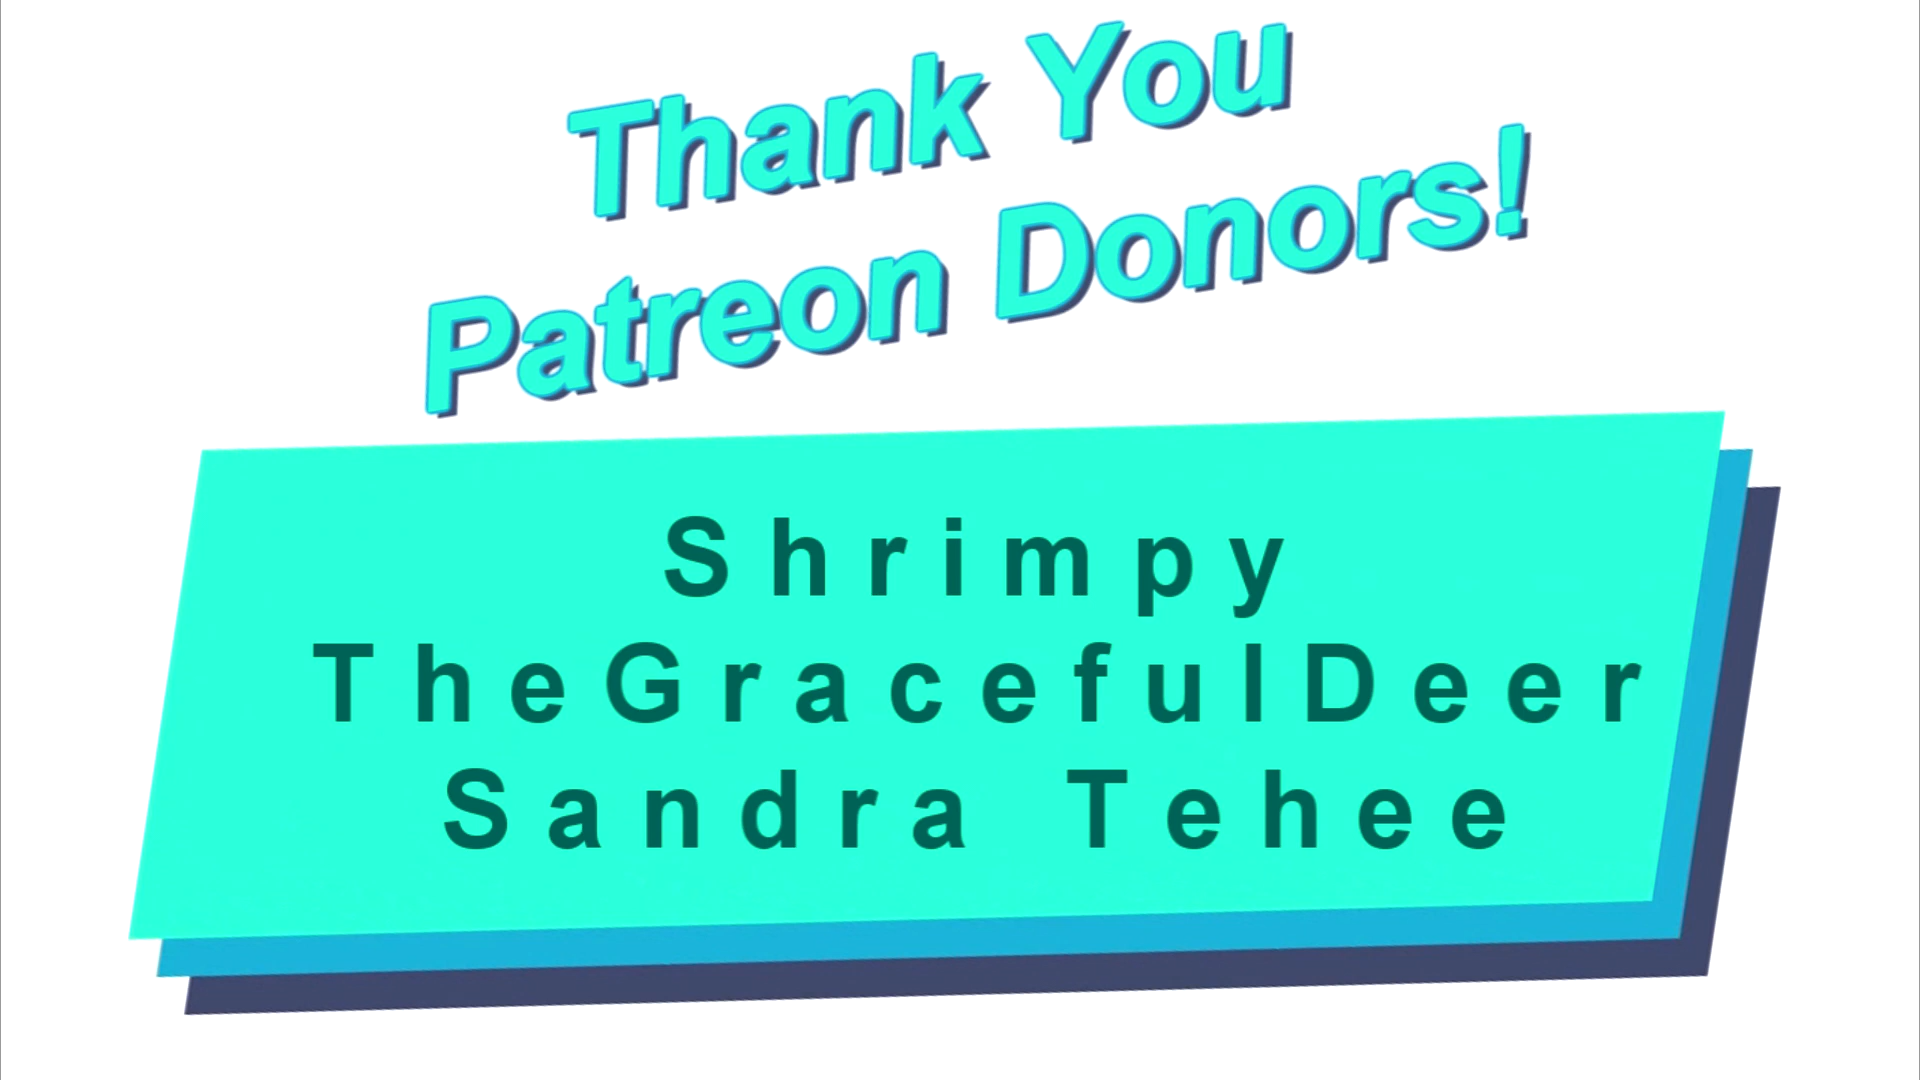 Thank You
Patreon Donors!
Shrimpy
TheGracefulDeer
Sandra Tehee